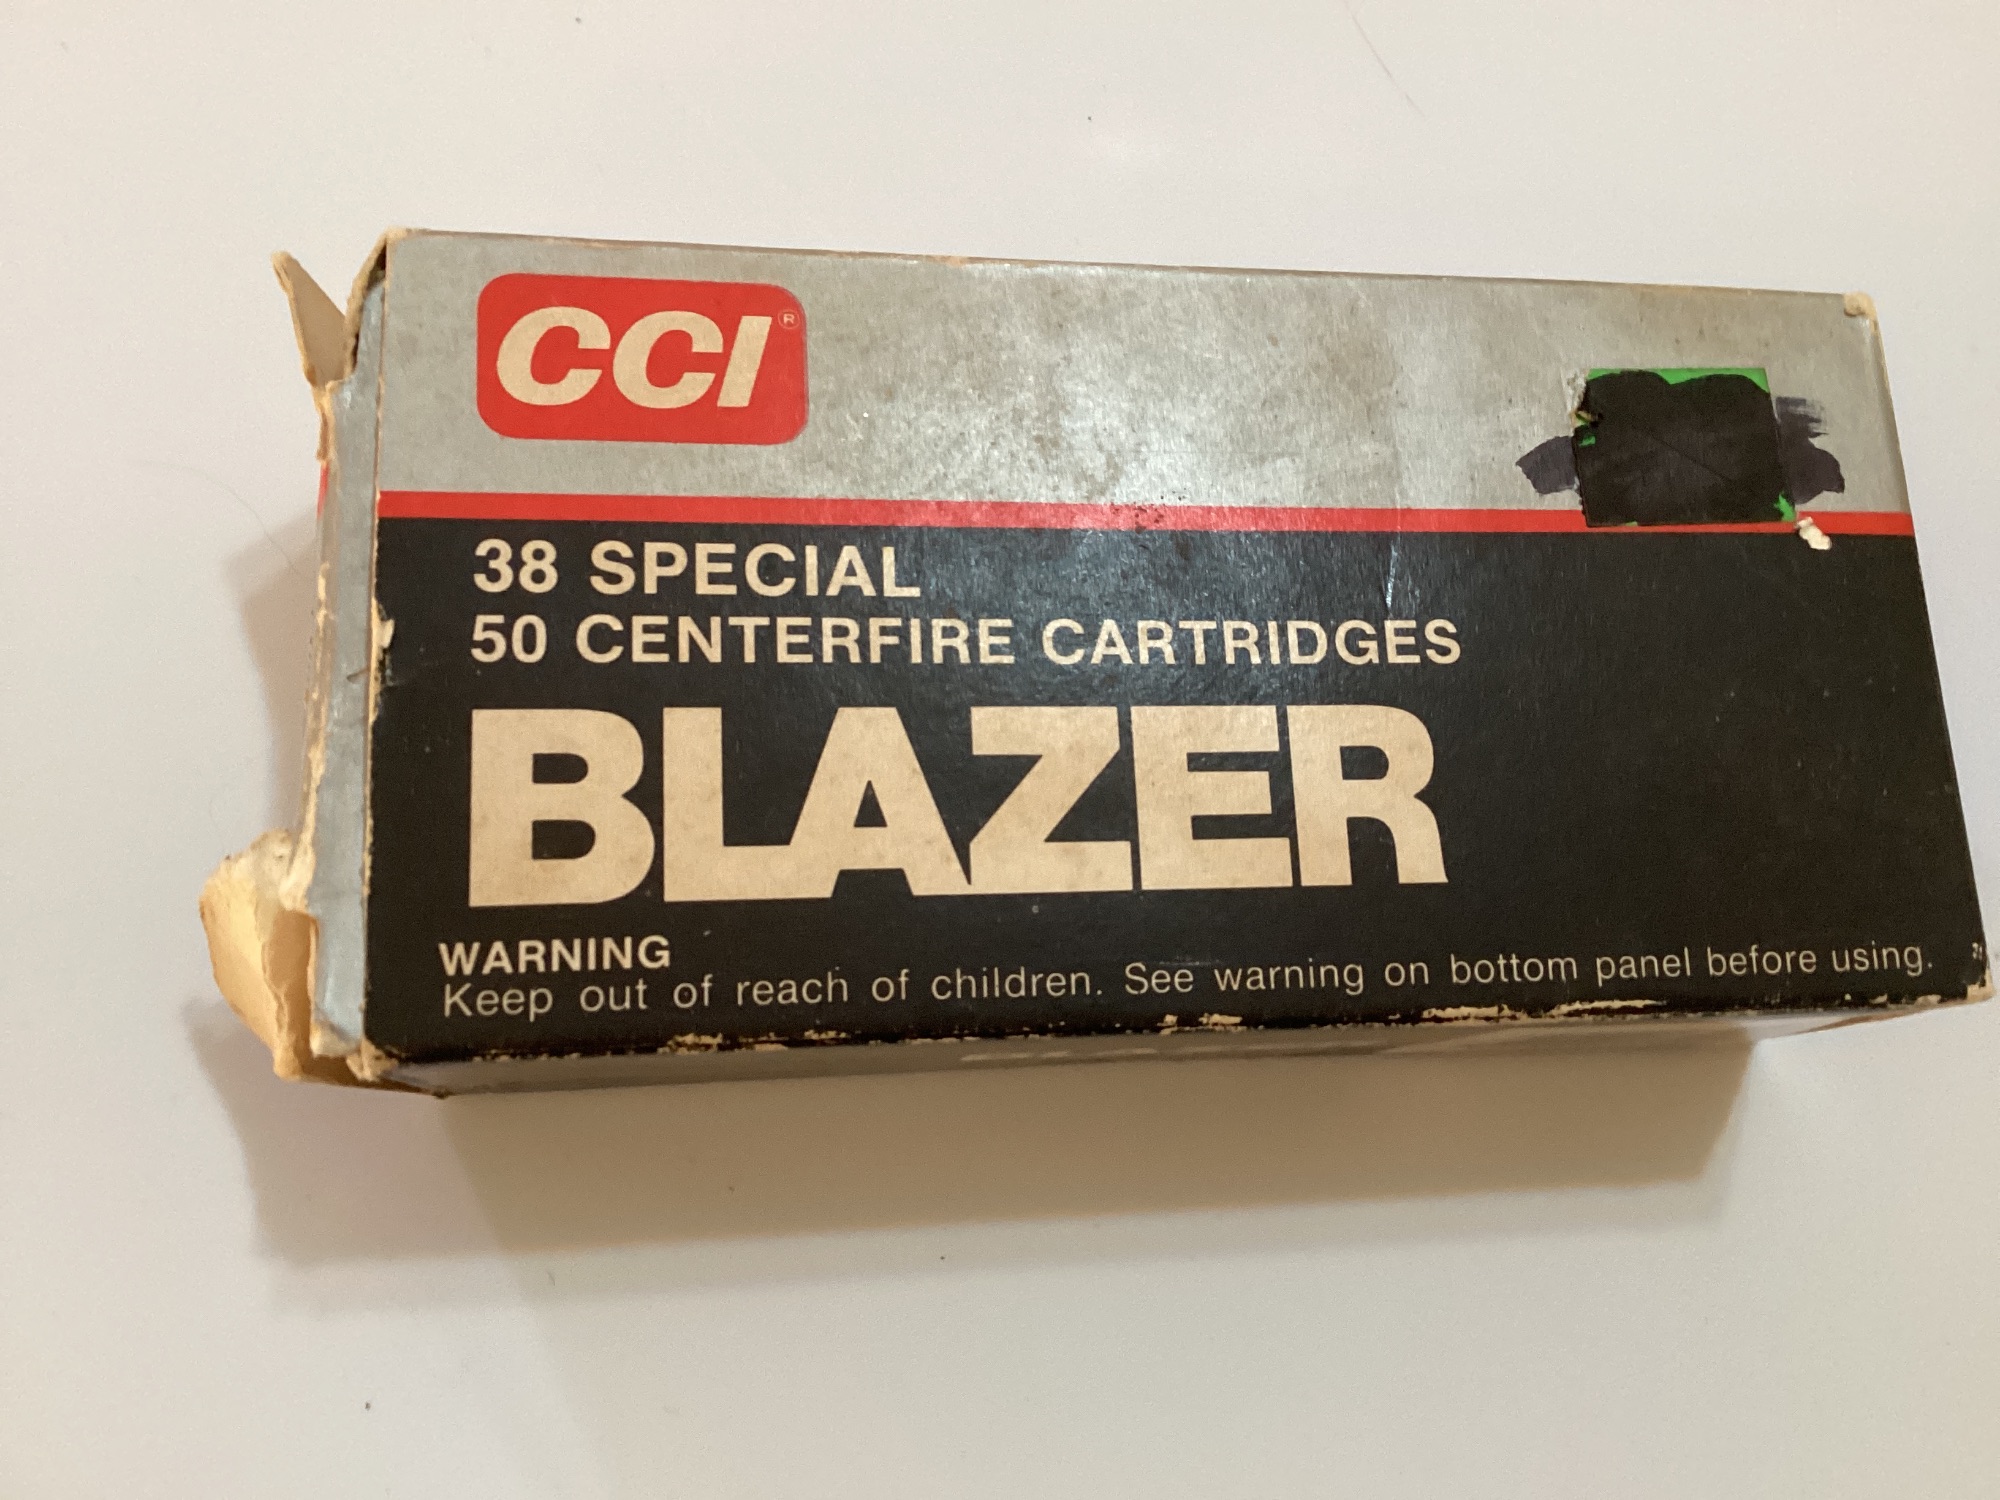 CCI®
38 SPECIAL
50 CENTERFIRE CARTRIDGES
BLAZER
WARNING
Keep out of reach of children. See warning on bottom panel before using.